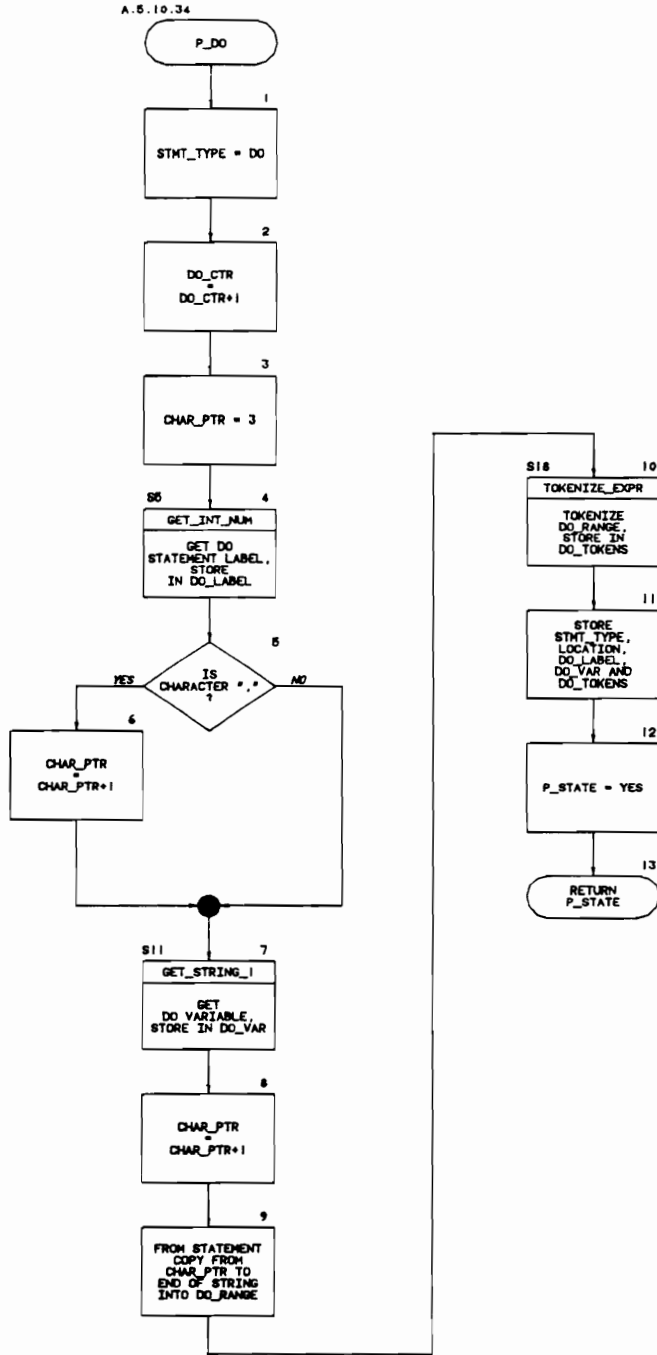 A.5.10.34
P_DO
1
STMT_TYPE = DO
2
DO_CTR
=
DO_CTR+1
3
CHAR_PTR = 3
S5 4
GET_INT_NUM
GET DO
STATEMENT LABEL,
STORE
IN DO_LABEL
5
IS
CHARACTER ","
?
YES
NO
6
CHAR_PTR
=
CHAR_PTR+1
S11 7
GET_STRING_1
GET
DO VARIABLE,
STORE IN DO_VAR
8
CHAR_PTR
=
CHAR_PTR+1
9
FROM STATEMENT
COPY FROM
CHAR_PTR TO
END OF STRING
INTO DO_RANGE
S18 10
TOKENIZE_EXPR
TOKENIZE
DO_RANGE,
STORE IN
DO_TOKENS
11
STORE
STMT_TYPE,
LOCATION,
DO_LABEL,
DO_VAR AND
DO_TOKENS
12
P_STATE = YES
13
RETURN
P_STATE